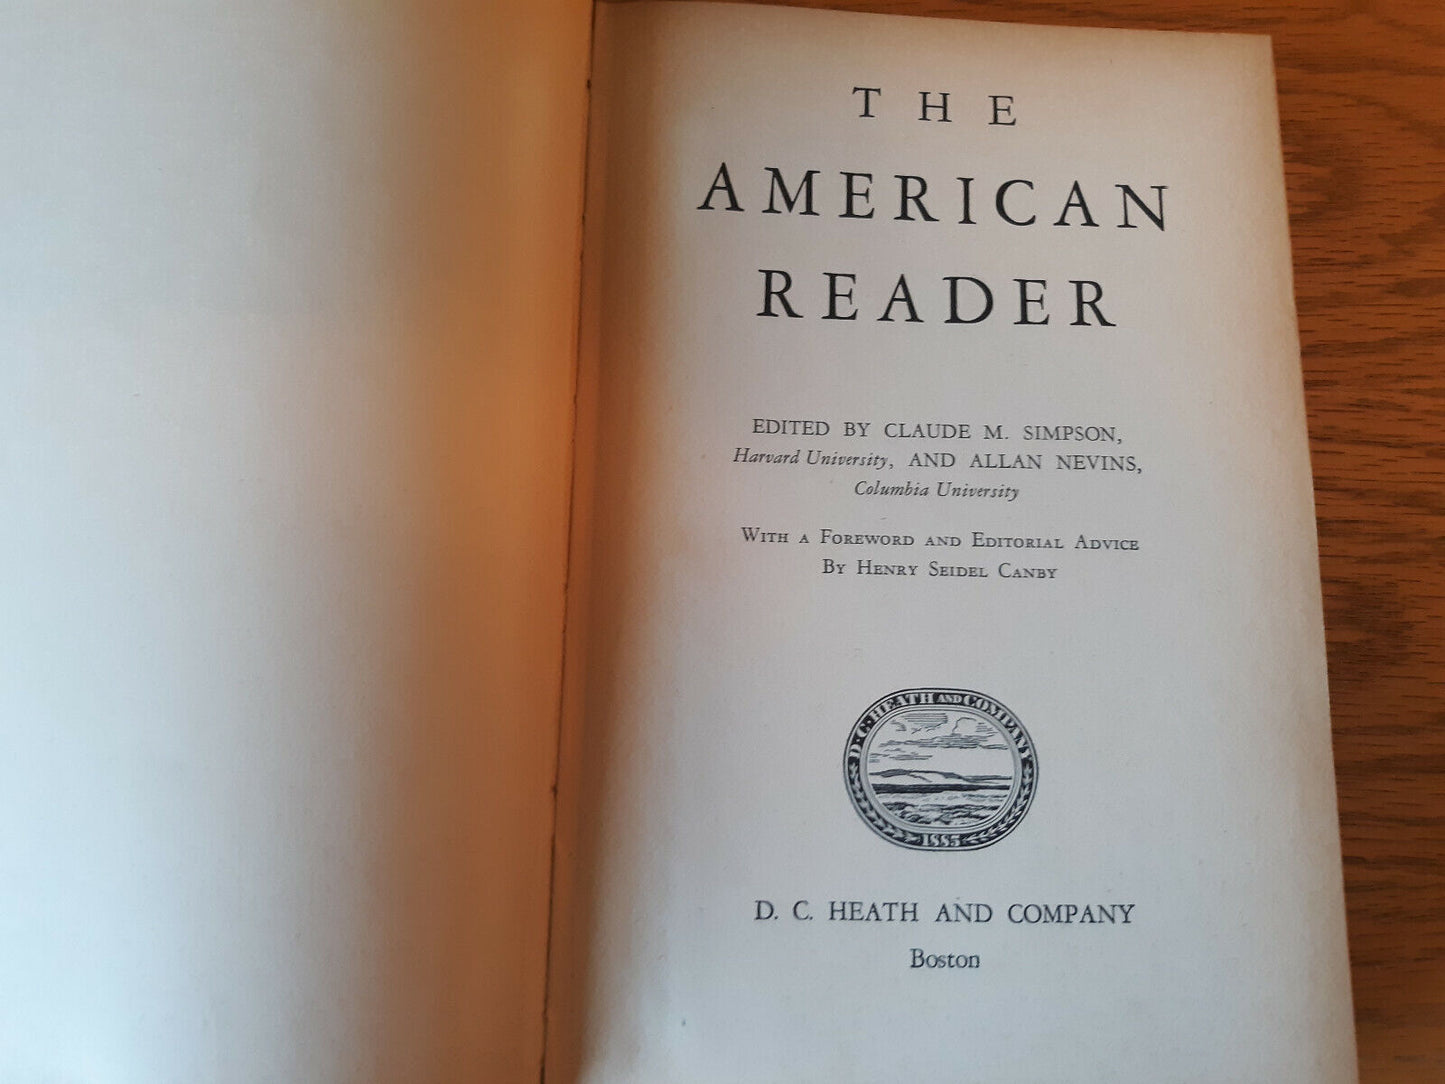 THE
AMERICAN
READER
EDITED BY CLAUDE M. SIMPSON,
Harvard University, AND ALLAN NEVINS,
Columbia University
WITH A FOREWORD AND EDITORIAL ADVICE
BY HENRY SEIDEL CANBY
D·C·HEATH AND COMPANY
1885
D. C. HEATH AND COMPANY
Boston